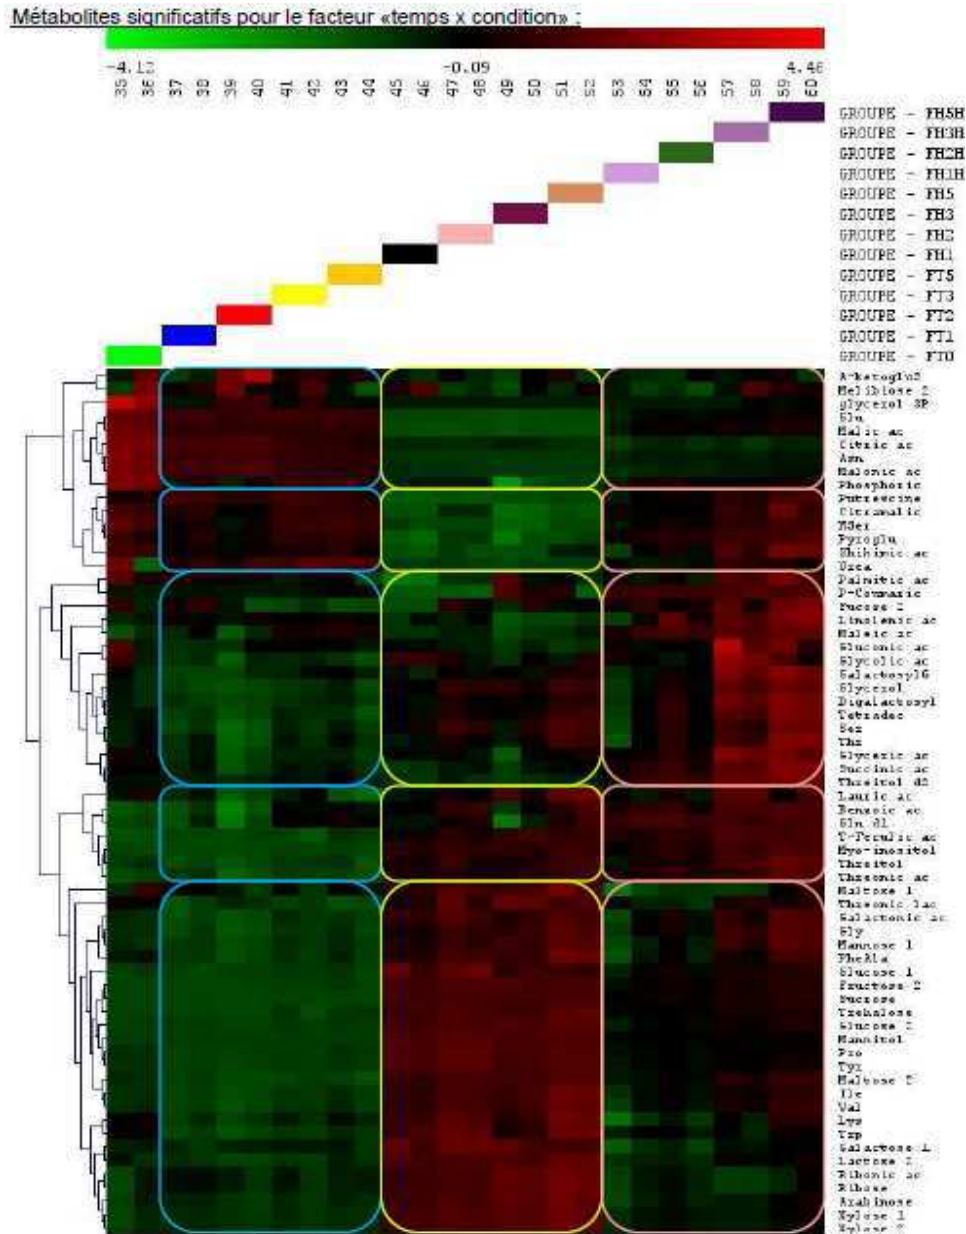 Métabolites significatifs pour le facteur «temps x condition» :
-4.12 -0.09 4.46
35 36 37 38 39 40 41 42 43 44 45 46 47 48 49 50 51 52 53 54 55 56 57 58 59 60
GROUPE - FH5H
GROUPE - FH3H
GROUPE - FH2H
GROUPE - FH1H
GROUPE - FH5
GROUPE - FH3
GROUPE - FH2
GROUPE - FH1
GROUPE - FT5
GROUPE - FT3
GROUPE - FT2
GROUPE - FT1
GROUPE - FT0
A-ketoglu2
Melibiose 2
glycerol 3P
Glu
Malic ac
Citric ac
Asn
Malonic ac
Phosphoric
Putrescine
Citramalic
MSer
Pyroglu
Shikimic ac
Urea
Palmitic ac
P-Coumaric
Fucose 1
Linolenic ac
Maleic ac
Gluconic ac
Glycolic ac
GalactosylG
Glycerol
Digalactosyl
Tetradec
Ser
Thr
Glyceric ac
Succinic ac
Threitol d2
Lauric ac
Benzoic ac
Gln d1
T-Ferulic ac
Myo-inositol
Threitol
Threonic ac
Maltose 1
Threonic lac
Galactonic ac
Gly
Mannose 1
PheAla
Glucose 1
Fructose 2
Sucrose
Trehalose
Glucose 2
Mannitol
Pro
Tyr
Maltose 2
Ile
Val
Lys
Trp
Galactose 1
Lactose 2
Ribonic ac
Ribose
Arabinose
Xylose 1
Xylose 2